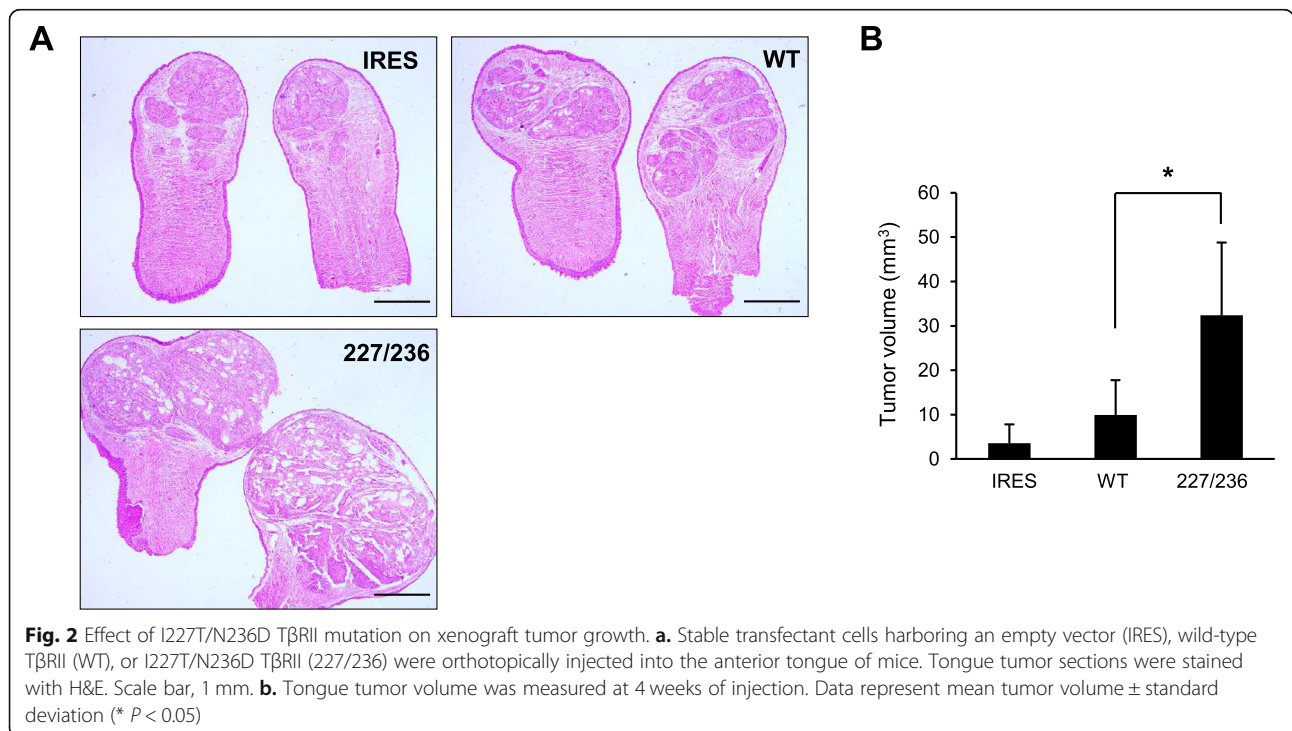 A
IRES
WT
227/236
B
*
Tumor volume (mm³)
60
50
40
30
20
10
0
IRES
WT
227/236
Fig. 2 Effect of I227T/N236D TβRII mutation on xenograft tumor growth. a. Stable transfectant cells harboring an empty vector (IRES), wild-type
TβRII (WT), or I227T/N236D TβRII (227/236) were orthotopically injected into the anterior tongue of mice. Tongue tumor sections were stained
with H&E. Scale bar, 1 mm. b. Tongue tumor volume was measured at 4 weeks of injection. Data represent mean tumor volume ± standard
deviation (* P < 0.05)